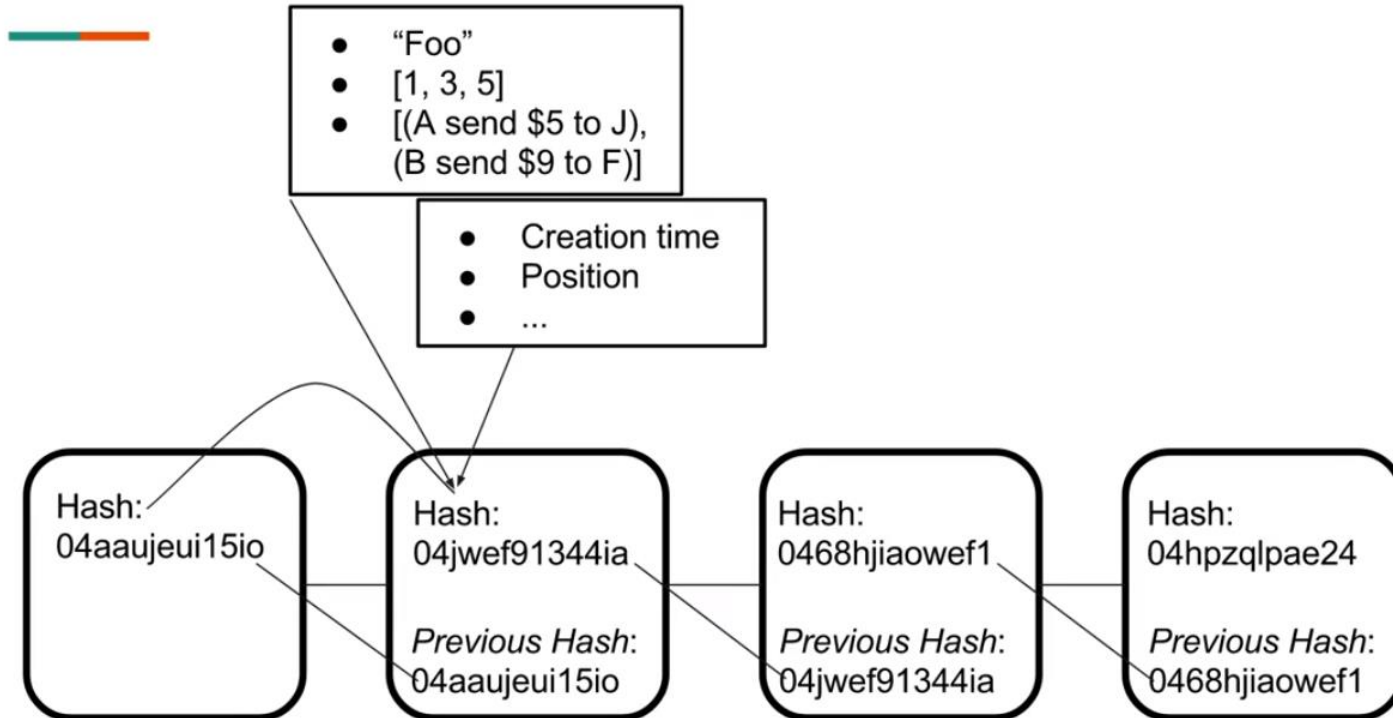 ● “Foo”
● [1, 3, 5]
● [(A send $5 to J),
(B send $9 to F)]
● Creation time
● Position
● ...
Hash:
04aaujeui15io
Hash:
04jwef91344ia
Previous Hash:
04aaujeui15io
Hash:
0468hjiaowef1
Previous Hash:
04jwef91344ia
Hash:
04hpzqlpae24
Previous Hash:
0468hjiaowef1